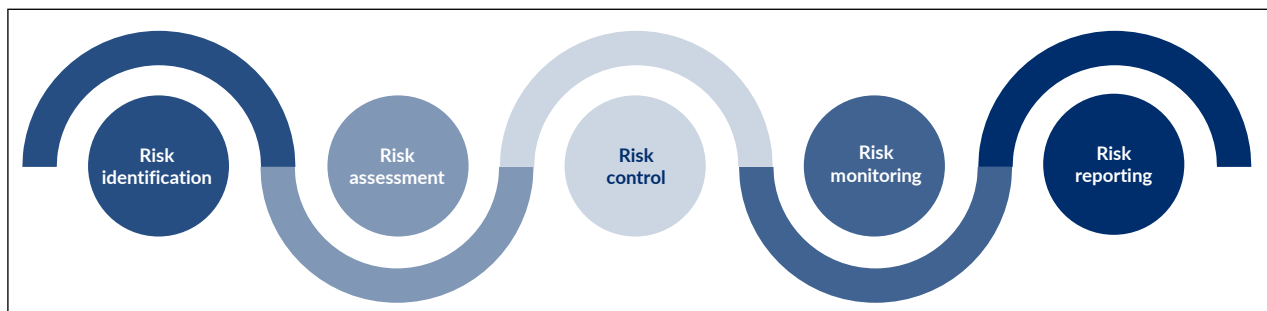 Risk
identification
Risk
assessment
Risk
control
Risk
monitoring
Risk
reporting